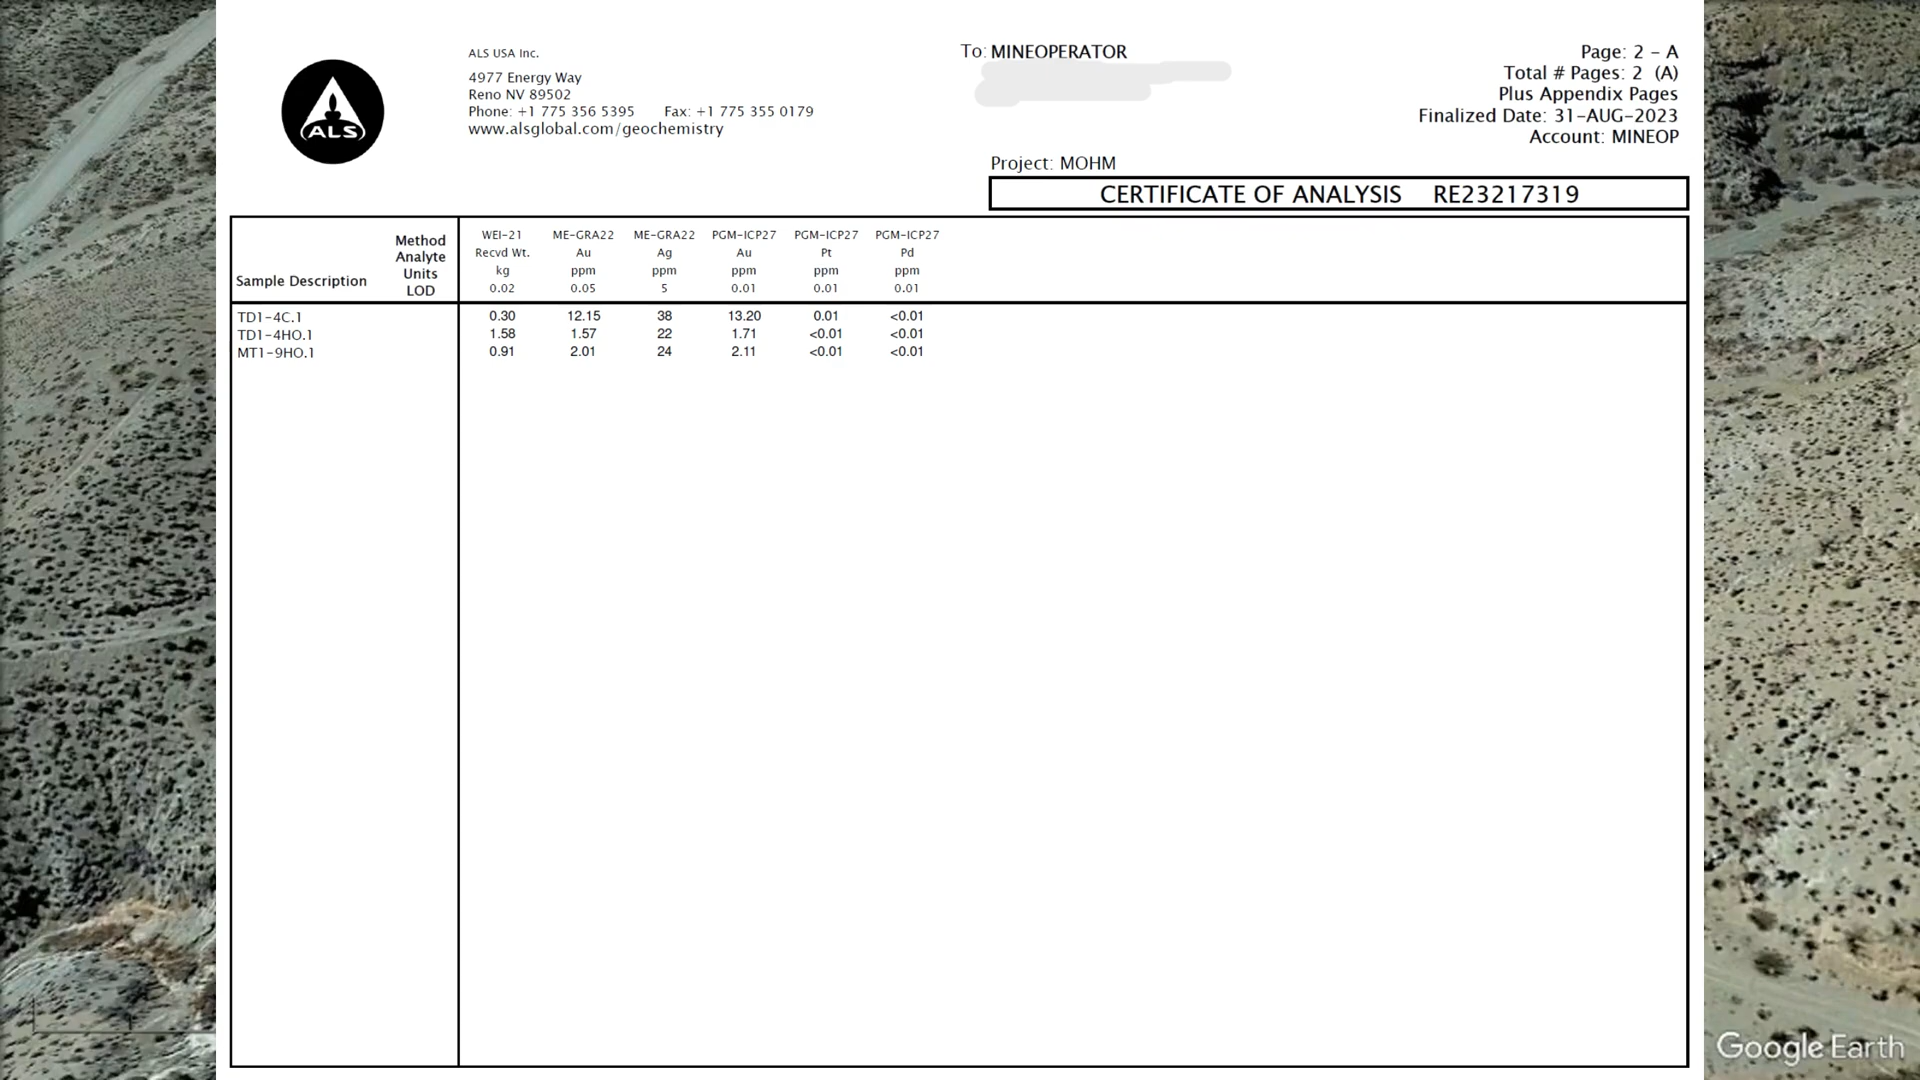 ALS
ALS USA Inc.
4977 Energy Way
Reno NV 89502
Phone: +1 775 356 5395 Fax: +1 775 355 0179
www.alsglobal.com/geochemistry
To: MINEOPERATOR
Page: 2 - A
Total # Pages: 2 (A)
Plus Appendix Pages
Finalized Date: 31-AUG-2023
Account: MINEOP
Project: MOHM
CERTIFICATE OF ANALYSIS RE23217319
Sample Description
Method
Analyte
Units
LOD
WEI-21 ME-GRA22 ME-GRA22 PGM-ICP27 PGM-ICP27 PGM-ICP27
Recvd Wt. Au Ag Au Pt Pd
kg ppm ppm ppm ppm ppm
0.02 0.05 5 0.01 0.01 0.01
TD1-4C.1 0.30 12.15 38 13.20 0.01 <0.01
TD1-4HO.1 1.58 1.57 22 1.71 <0.01 <0.01
MT1-9HO.1 0.91 2.01 24 2.11 <0.01 <0.01
Google Earth